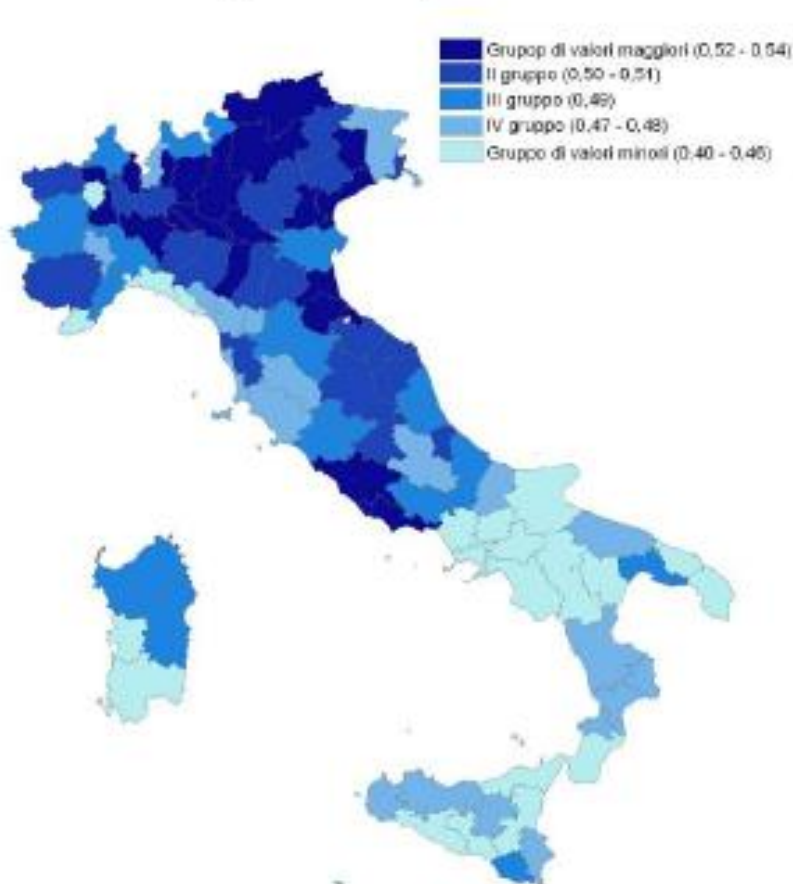 Grupop di valori maggiori (0,52 - 0,54)
II gruppo (0,50 - 0,51)
III gruppo (0,49)
IV gruppo (0,47 - 0,48)
Gruppo di valori minori (0,40 - 0,46)